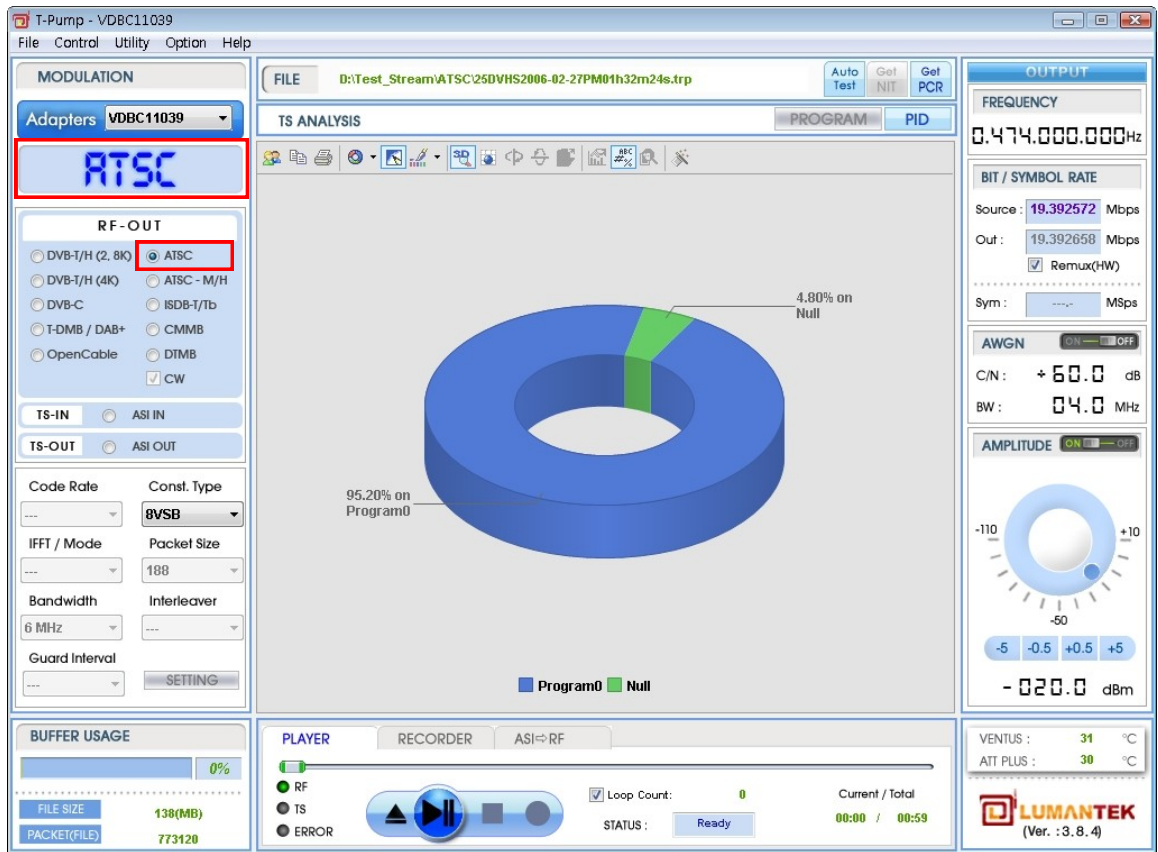 T-Pump - VDBC11039
File Control Utility Option Help
MODULATION
Adapters VDBC11039
ATSC
RF-OUT
DVB-T/H (2, 8K) ATSC
DVB-T/H (4K) ATSC - M/H
DVB-C ISDB-T/Tb
T-DMB / DAB+ CMMB
OpenCable DTMB
CW
TS-IN ASI IN
TS-OUT ASI OUT
Code Rate Const. Type
--- 8VSB
IFFT / Mode Packet Size
--- 188
Bandwidth Interleaver
6 MHz ---
Guard Interval
--- SETTING
BUFFER USAGE
0%
FILE SIZE 138(MB)
PACKET(FILE) 773120
FILE D:\Test_Stream\ATSC\25DVHS2006-02-27PM01h32m24s.trp
Auto Test
Get NIT
Get PCR
TS ANALYSIS PROGRAM PID
3D
ABC #%
4.80% on
Null
95.20% on
Program0
Program0 Null
PLAYER RECORDER ASI⇨RF
RF
TS
ERROR
Loop Count: 0
STATUS : Ready
Current / Total
00:00 / 00:59
OUTPUT
FREQUENCY
0.474.000.000Hz
BIT / SYMBOL RATE
Source : 19.392572 Mbps
Out : 19.392658 Mbps
Remux(HW)
Sym : ---.- MSps
AWGN ON OFF
C/N : +60.0 dB
BW : 04.0 MHz
AMPLITUDE ON OFF
-110 +10
-50
-5 -0.5 +0.5 +5
-020.0 dBm
VENTUS : 31 °C
ATT PLUS : 30 °C
LUMANTEK
(Ver. :3.8.4)